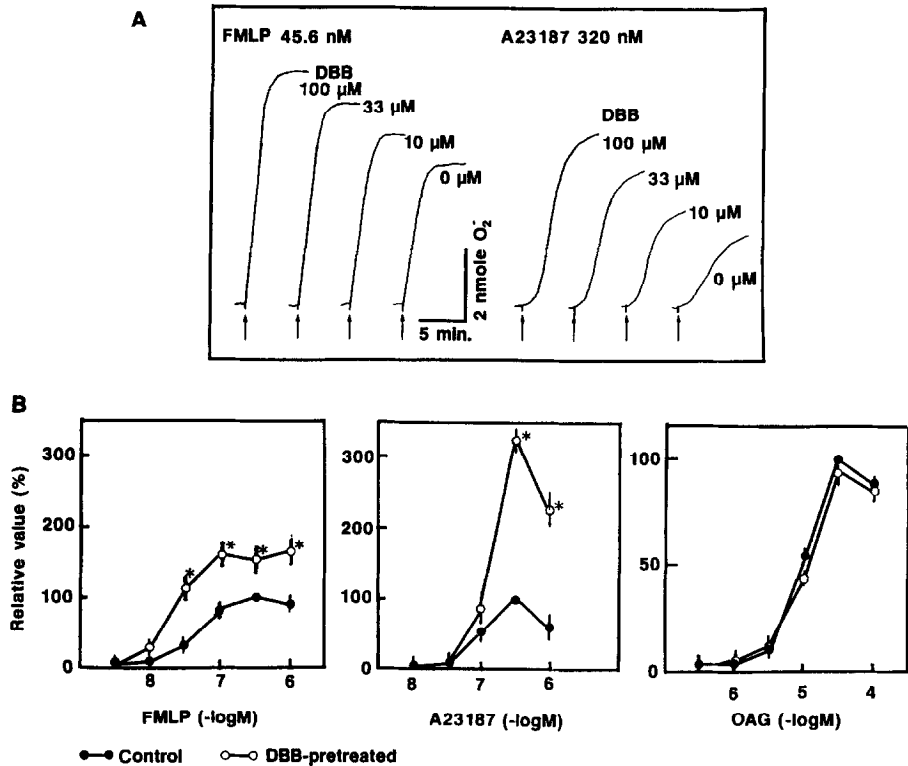 A
FMLP 45.6 nM
A23187 320 nM
DBB
100 µM
33 µM
10 µM
0 µM
DBB
100 µM
33 µM
10 µM
0 µM
2 nmole O₂⁻
5 min.
B
Relative value (%)
300
200
100
0
8 7 6
FMLP (-logM)
300
200
100
0
8 7 6
A23187 (-logM)
100
50
0
6 5 4
OAG (-logM)
* * * *
* *
Control DBB-pretreated